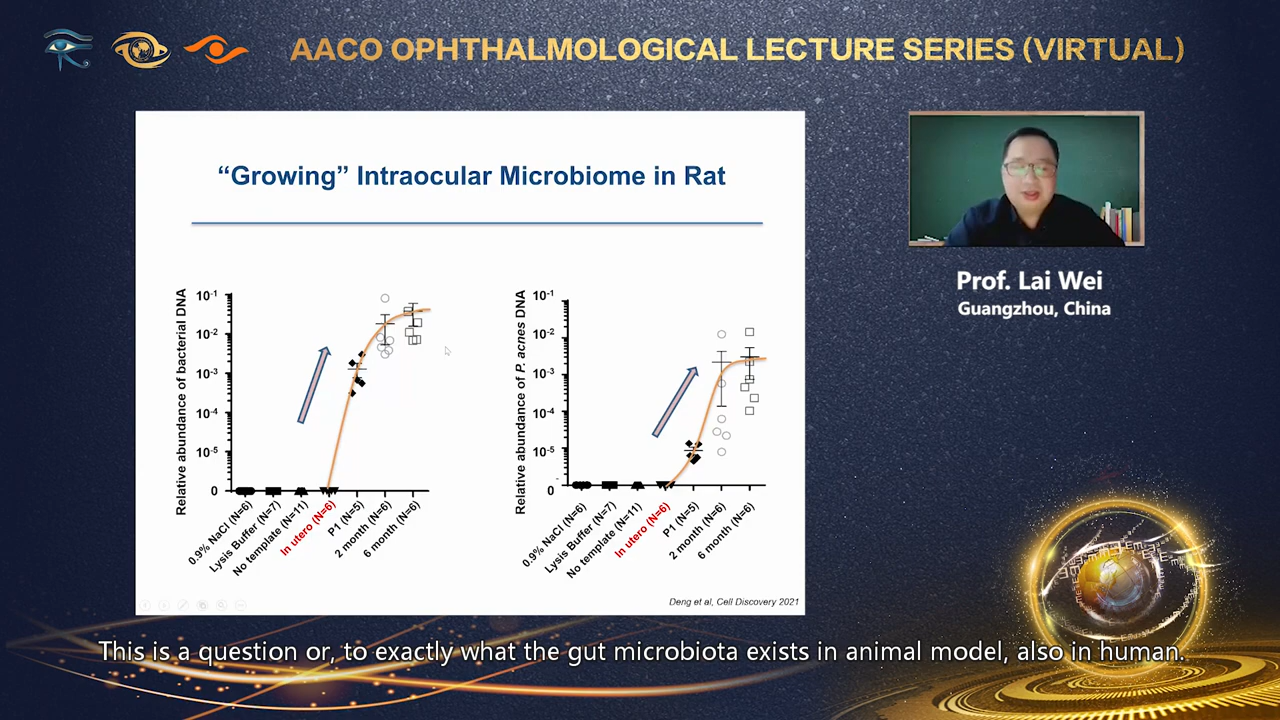 AACO OPHTHALMOLOGICAL LECTURE SERIES (VIRTUAL)
“Growing” Intraocular Microbiome in Rat
Relative abundance of bacterial DNA
10-1
10-2
10-3
10-4
10-5
0
0.9% NaCl (N=6)
Lysis Buffer (N=7)
No template (N=11)
In utero (N=6)
P1 (N=5)
2 month (N=6)
6 month (N=6)
Relative abundance of P. acnes DNA
10-1
10-2
10-3
10-4
10-5
0
0.9% NaCl (N=6)
Lysis Buffer (N=7)
No template (N=11)
In utero (N=6)
P1 (N=5)
2 month (N=6)
6 month (N=6)
Deng et al, Cell Discovery 2021
Prof. Lai Wei
Guangzhou, China
This is a question or, to exactly what the gut microbiota exists in animal model, also in human.